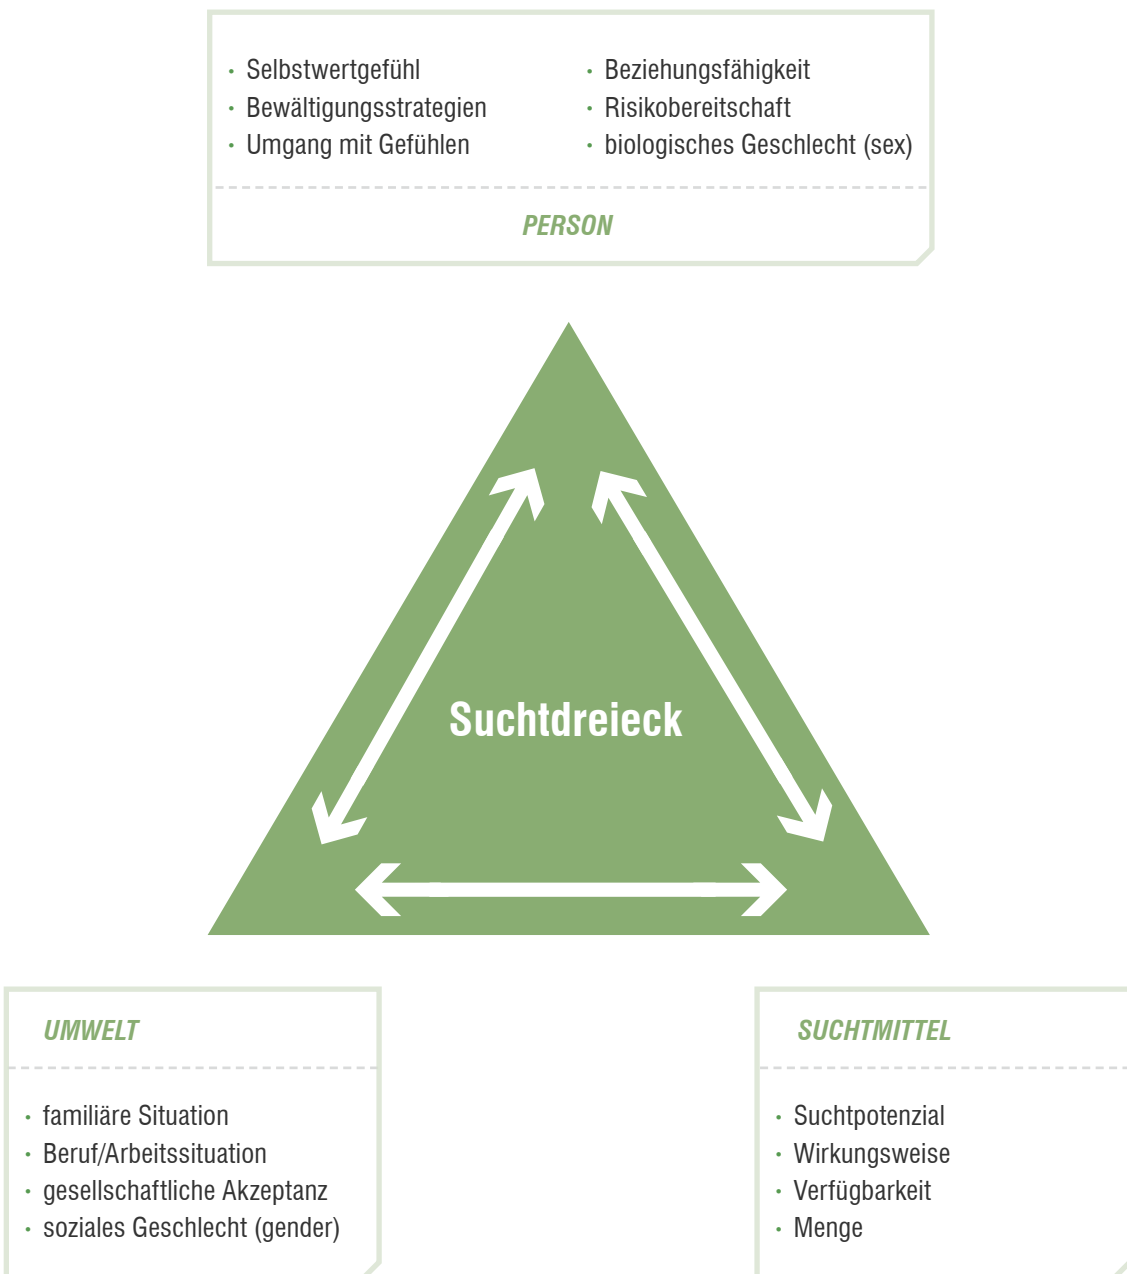 · Selbstwertgefühl
· Bewältigungsstrategien
· Umgang mit Gefühlen
· Beziehungsfähigkeit
· Risikobereitschaft
· biologisches Geschlecht (sex)
PERSON
Suchtdreieck
UMWELT
· familiäre Situation
· Beruf/Arbeitssituation
· gesellschaftliche Akzeptanz
· soziales Geschlecht (gender)
SUCHTMITTEL
· Suchtpotenzial
· Wirkungsweise
· Verfügbarkeit
· Menge